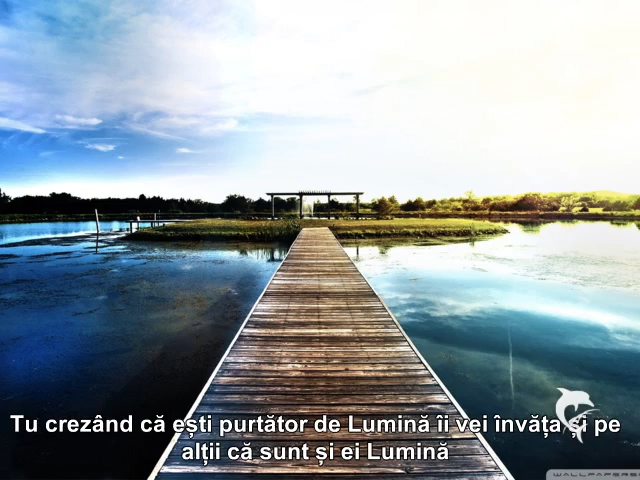 Tu crezând că ești purtător de Lumină îi vei învăța și pe
alții că sunt și ei Lumină